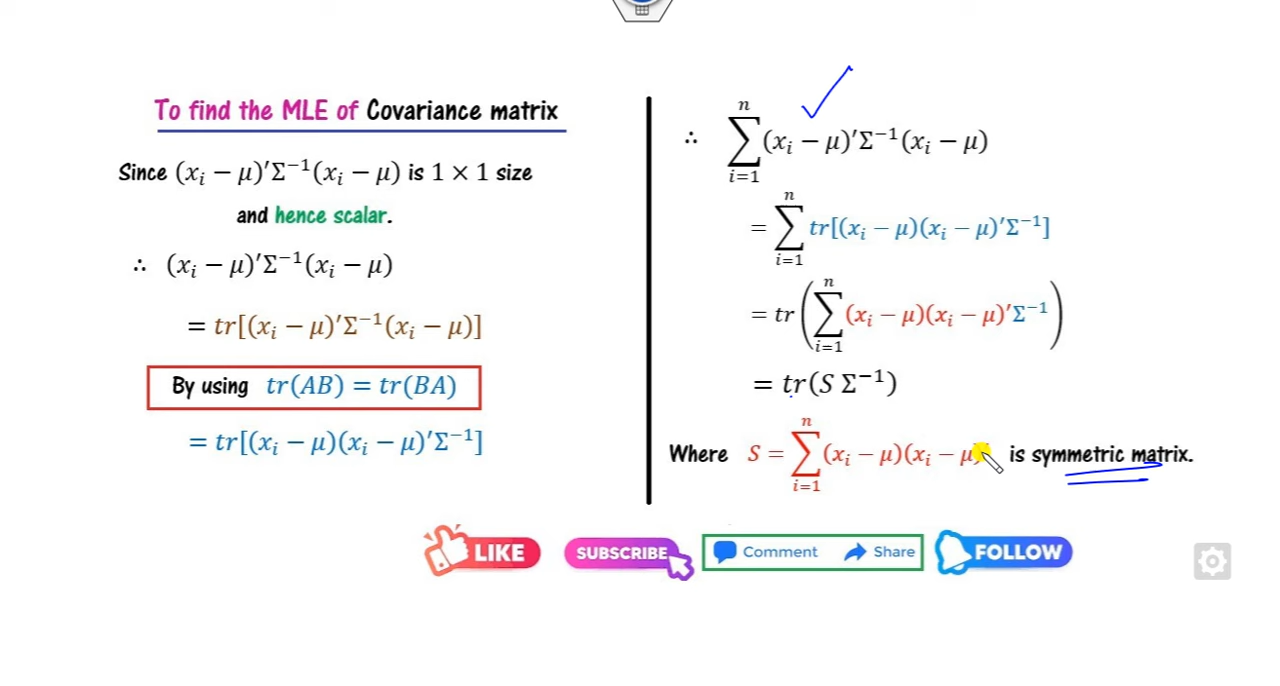 To find the MLE of Covariance matrix
Since (xᵢ − μ)′Σ⁻¹(xᵢ − μ) is 1 × 1 size
and hence scalar.
∴ (xᵢ − μ)′Σ⁻¹(xᵢ − μ)
= tr[(xᵢ − μ)′Σ⁻¹(xᵢ − μ)]
By using tr(AB) = tr(BA)
= tr[(xᵢ − μ)(xᵢ − μ)′Σ⁻¹]
∴ ∑ᵢ₌₁ⁿ (xᵢ − μ)′Σ⁻¹(xᵢ − μ)
= ∑ᵢ₌₁ⁿ tr[(xᵢ − μ)(xᵢ − μ)′Σ⁻¹]
= tr(∑ᵢ₌₁ⁿ (xᵢ − μ)(xᵢ − μ)′Σ⁻¹)
= tr(S Σ⁻¹)
Where S = ∑ᵢ₌₁ⁿ (xᵢ − μ)(xᵢ − μ is symmetric matrix.
LIKE SUBSCRIBE Comment Share FOLLOW